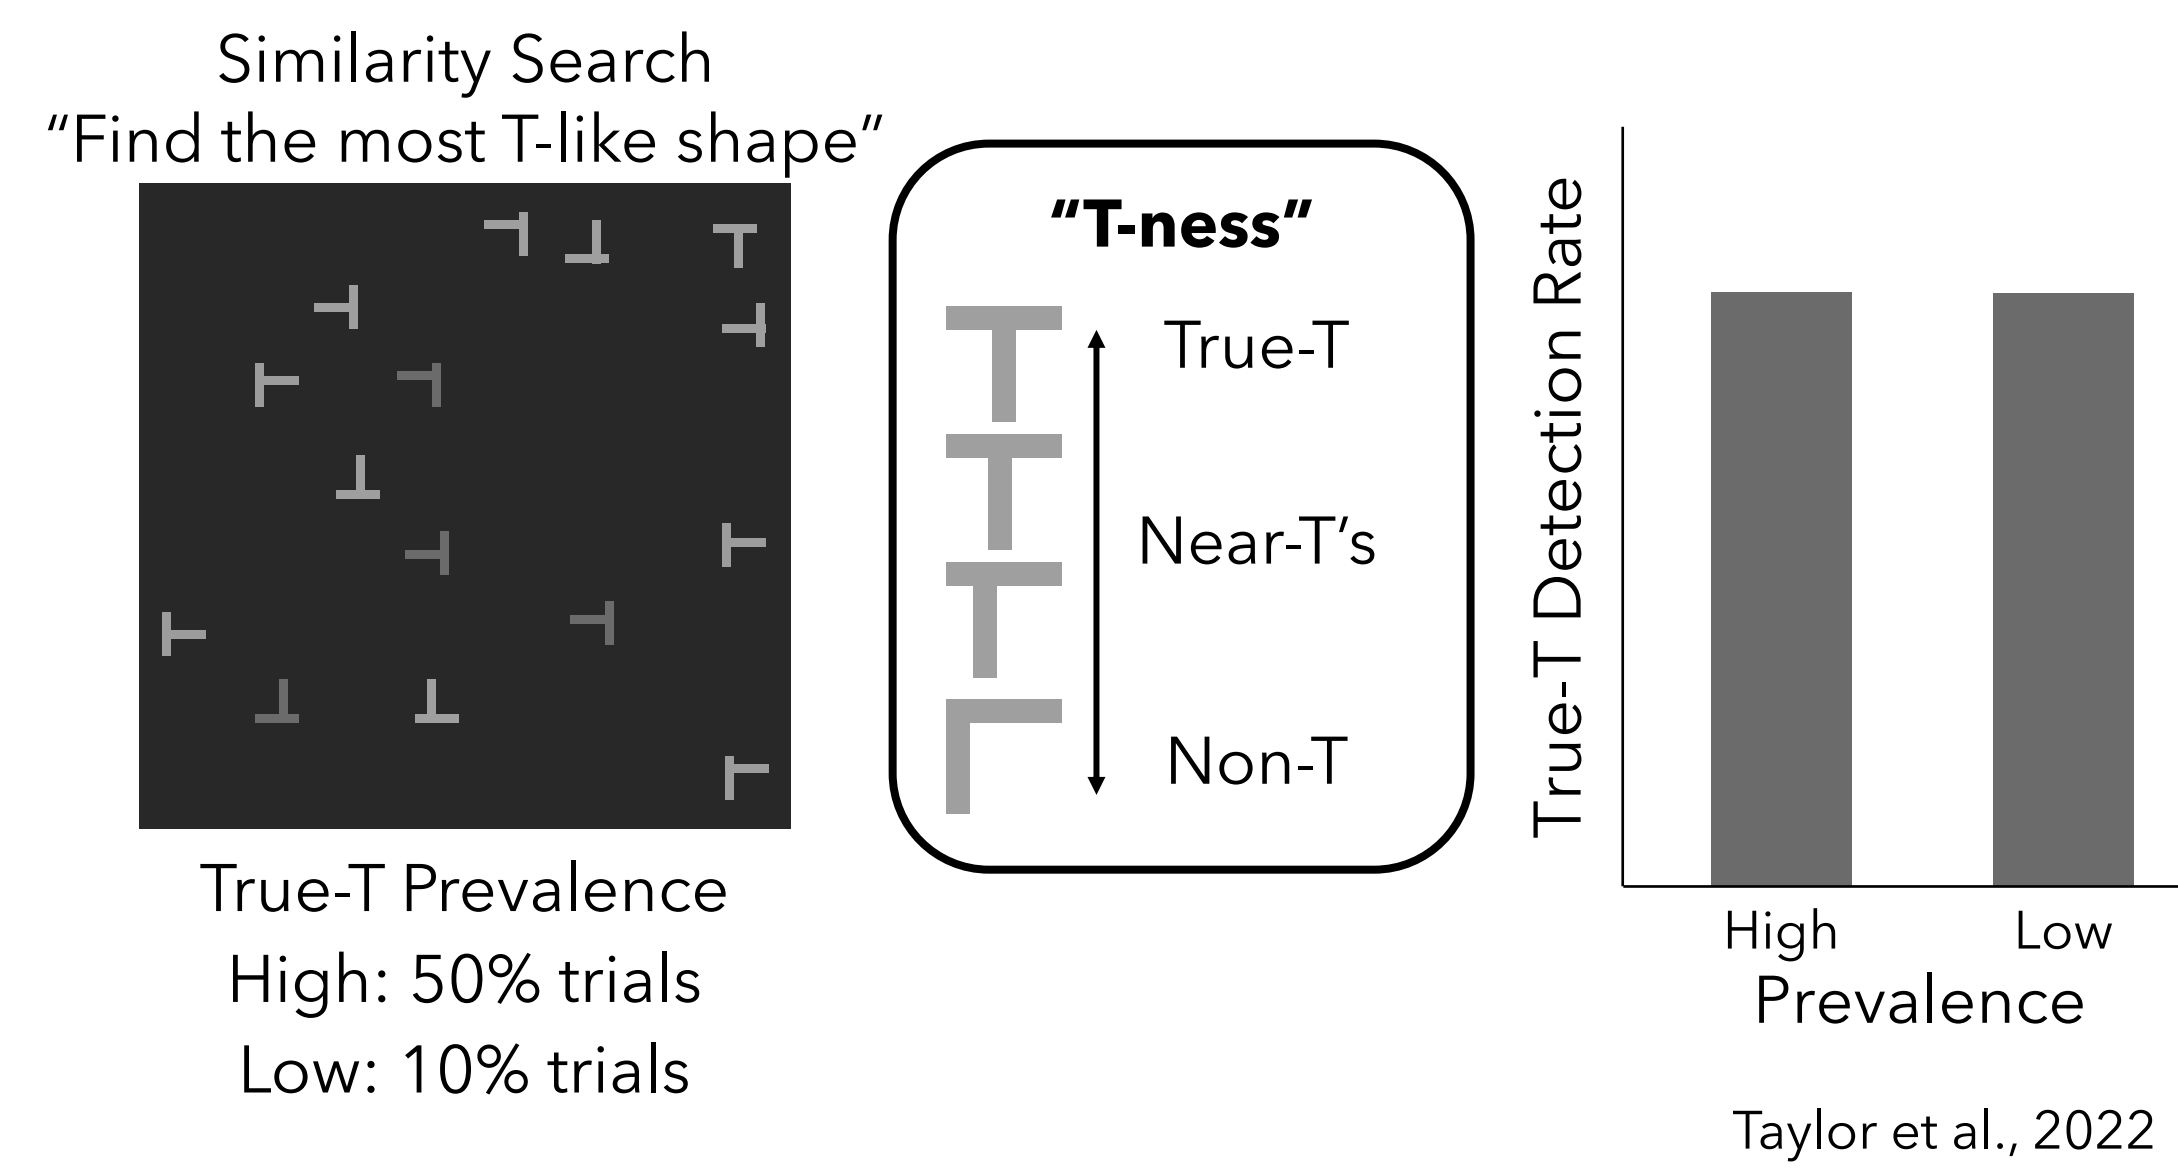 Similarity Search
“Find the most T-like shape”
True-T Prevalence
High: 50% trials
Low: 10% trials
“T-ness”
True-T
Near-T’s
Non-T
True-T Detection Rate
High Low
Prevalence
Taylor et al., 2022